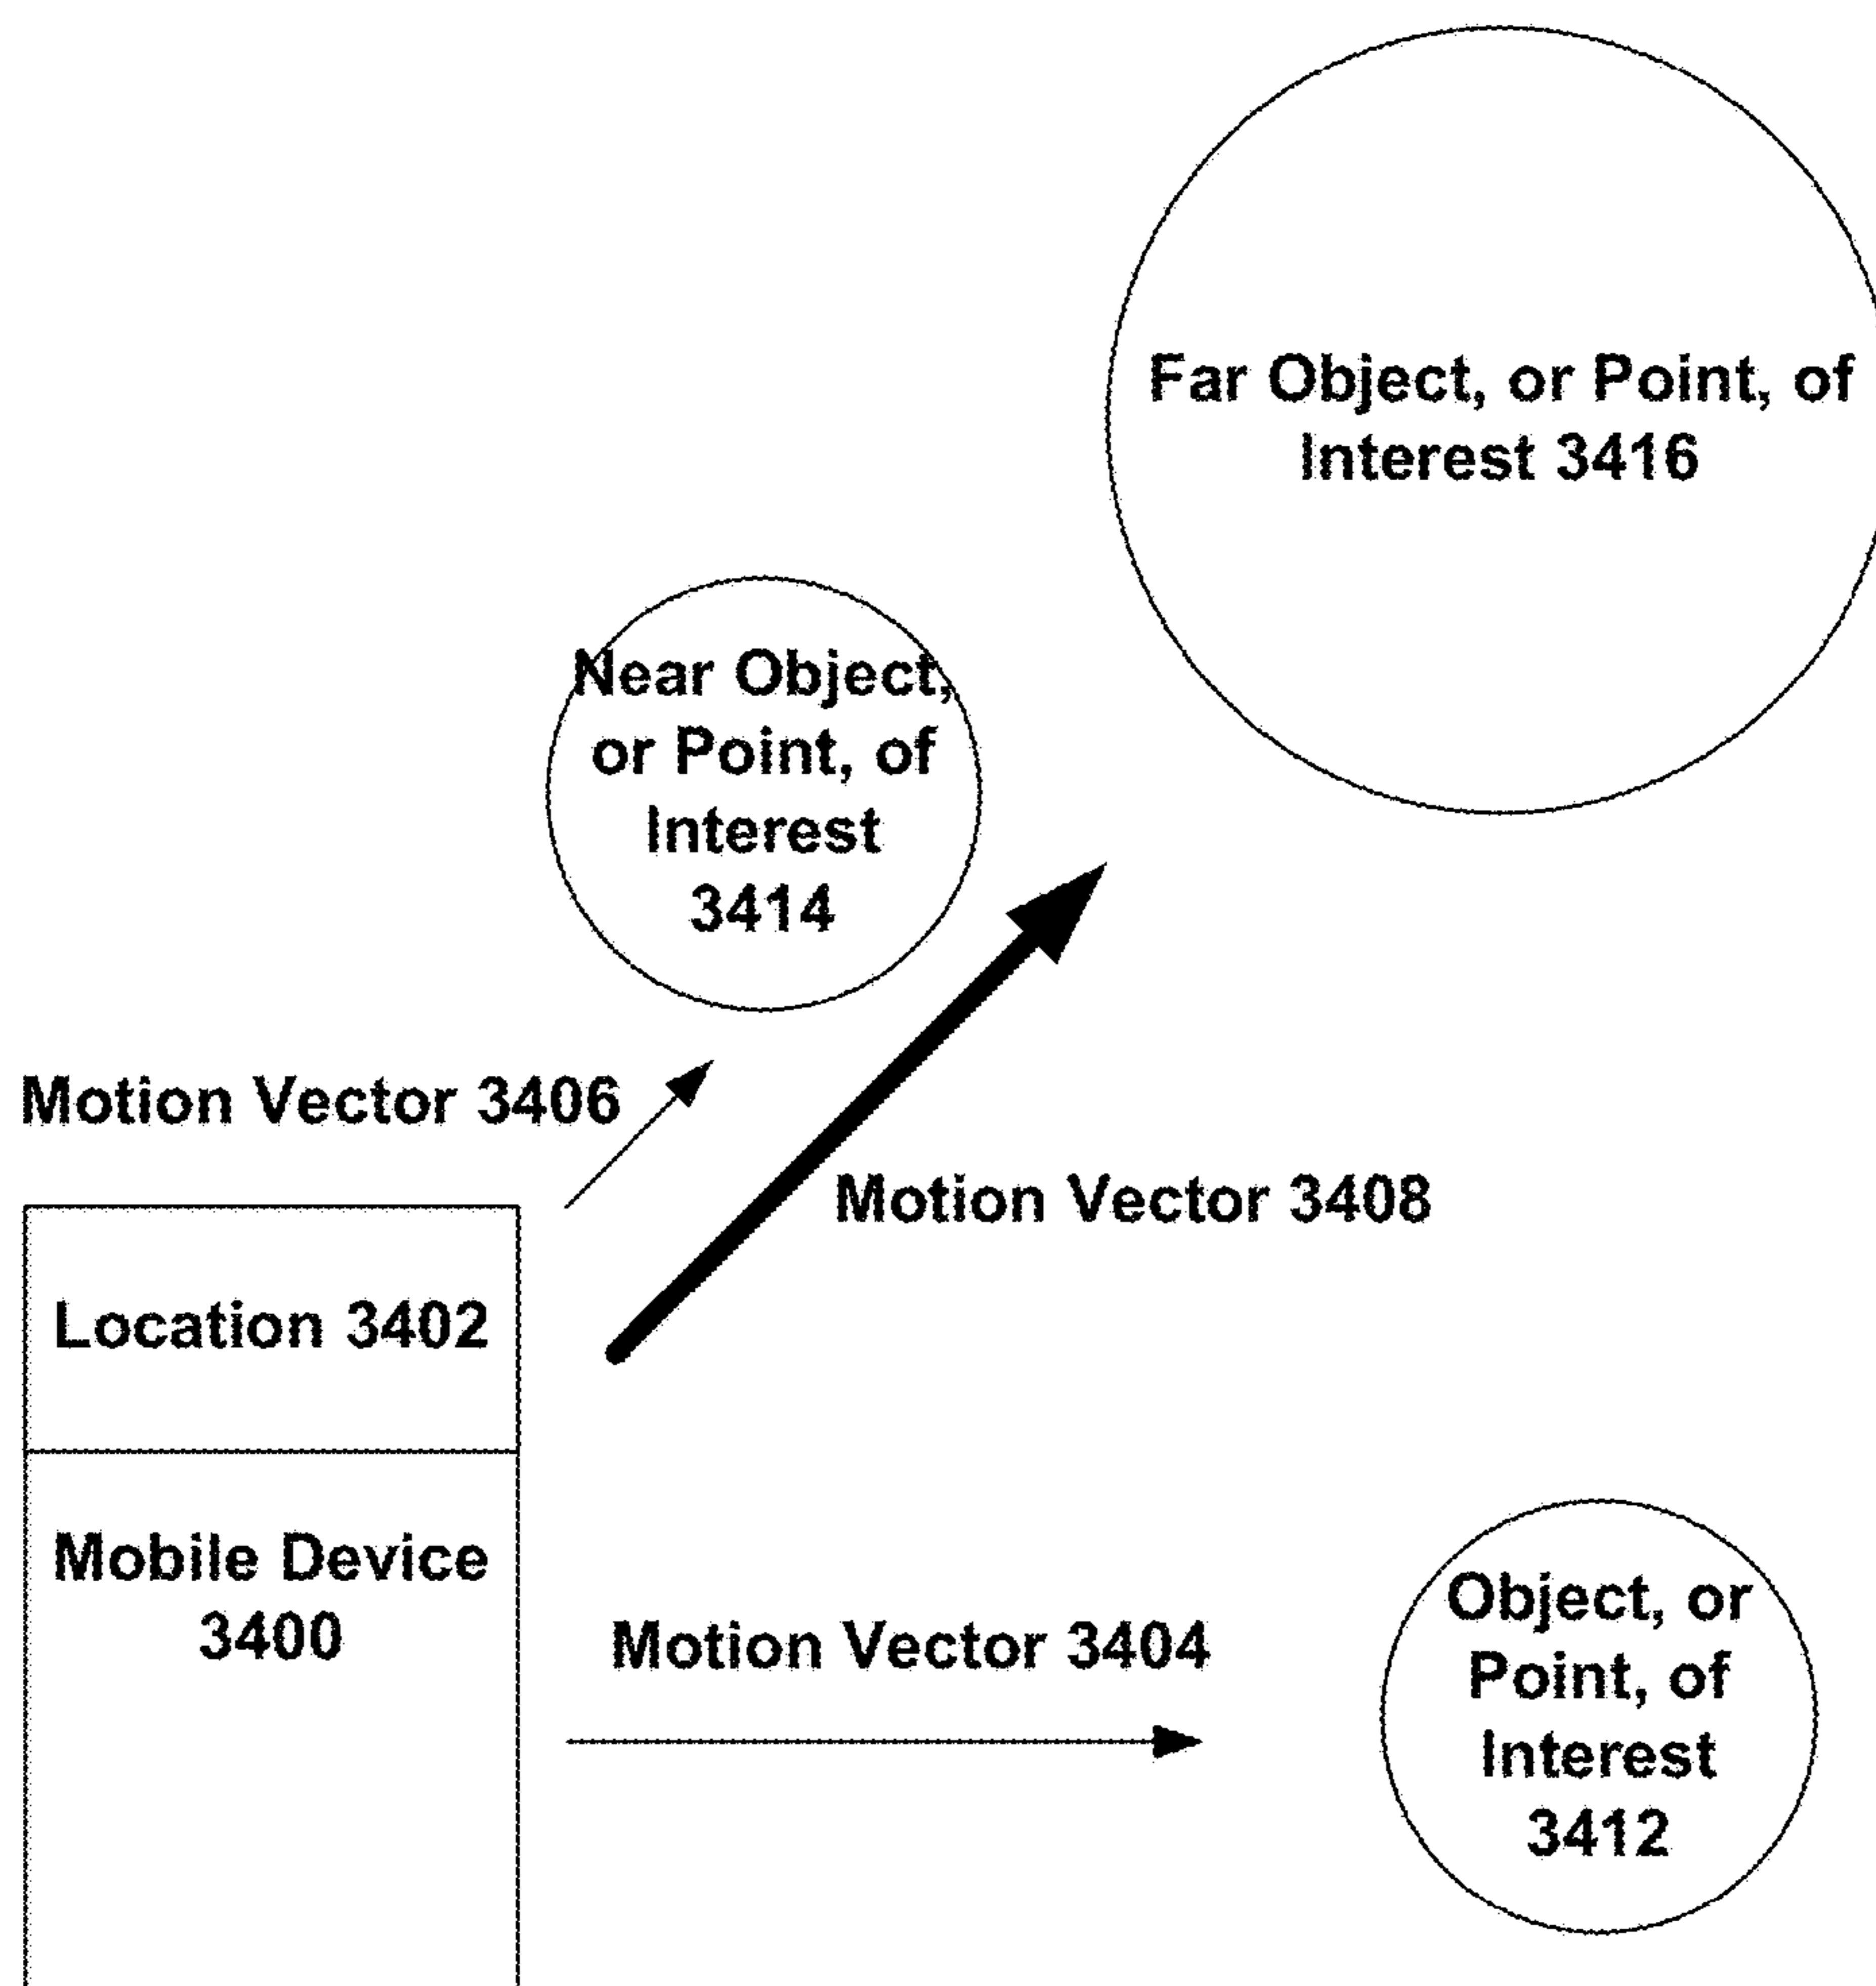 Far Object, or Point, of
Interest 3416
Near Object,
or Point, of
Interest
3414
Motion Vector 3406
Motion Vector 3408
Location 3402
Mobile Device
3400
Motion Vector 3404
Object, or
Point, of
Interest
3412